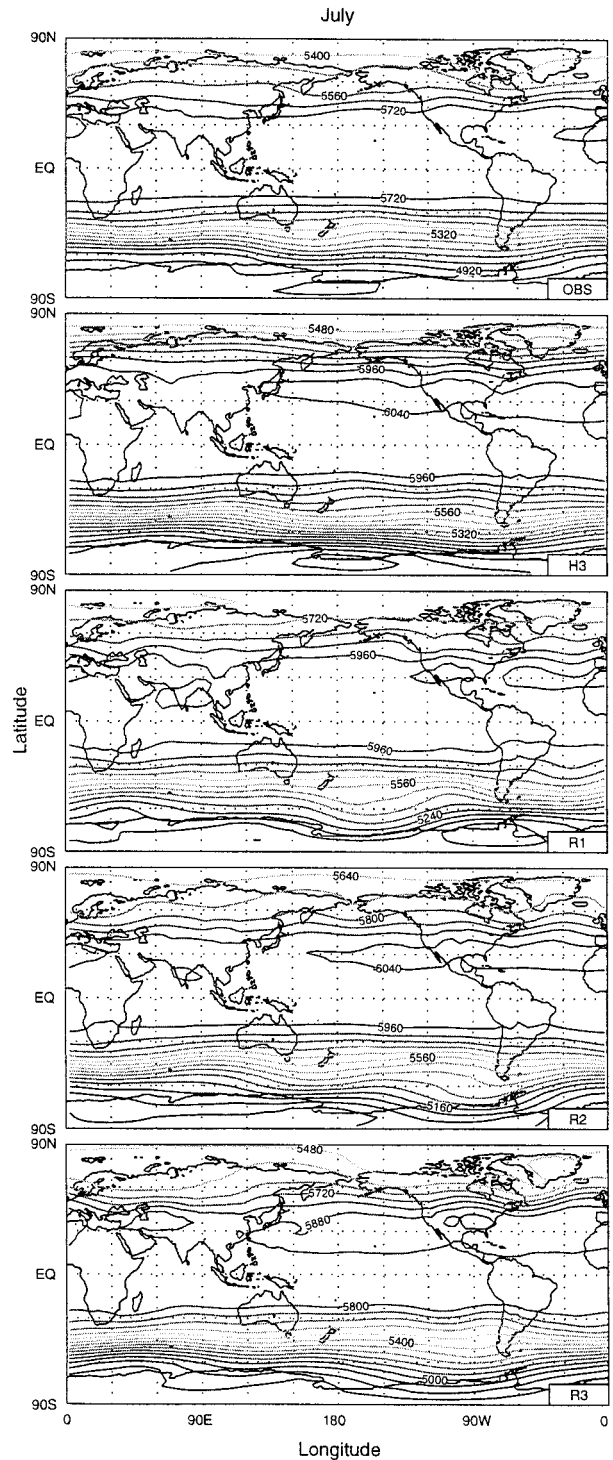 July
90N
5400
5560
5720
EQ
5720
5320
4920
90S
OBS
90N
5480
5960
6040
EQ
5960
5560
5320
90S
H3
90N
5720
5960
EQ
5960
5560
5240
90S
R1
Latitude
90N
5640
5800
6040
EQ
5960
5560
5160
90S
R2
90N
5480
5720
5880
EQ
5800
5400
5000
90S
R3
0 90E 180 90W 0
Longitude